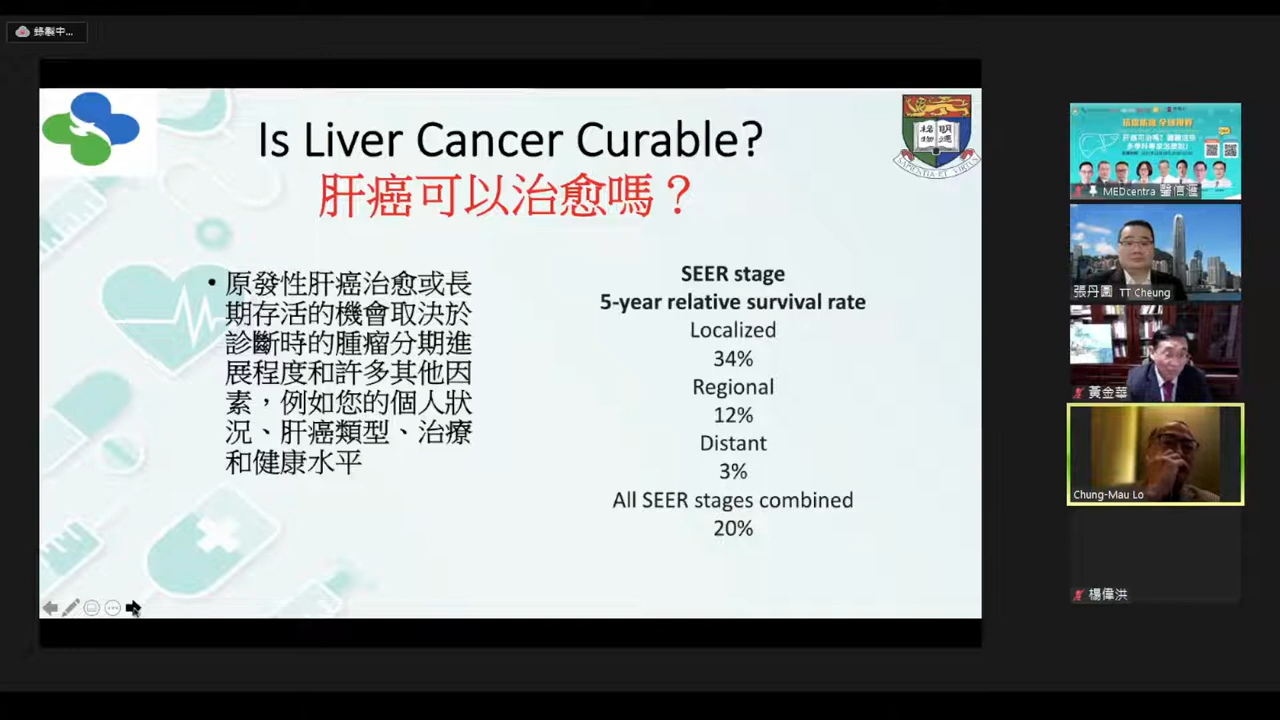 錄製中...
Is Liver Cancer Curable?
肝癌可以治愈嗎？
• 原發性肝癌治愈或長
期存活的機會取決於
診斷時的腫瘤分期進
展程度和許多其他因
素，例如您的個人狀
況、肝癌類型、治療
和健康水平
SEER stage
5-year relative survival rate
Localized
34%
Regional
12%
Distant
3%
All SEER stages combined
20%
SAPIENTIA ET VIRTUS
MEDcentra 醫信滙
張丹圖 TT Cheung
黃金華
Chung-Mau Lo
楊偉洪